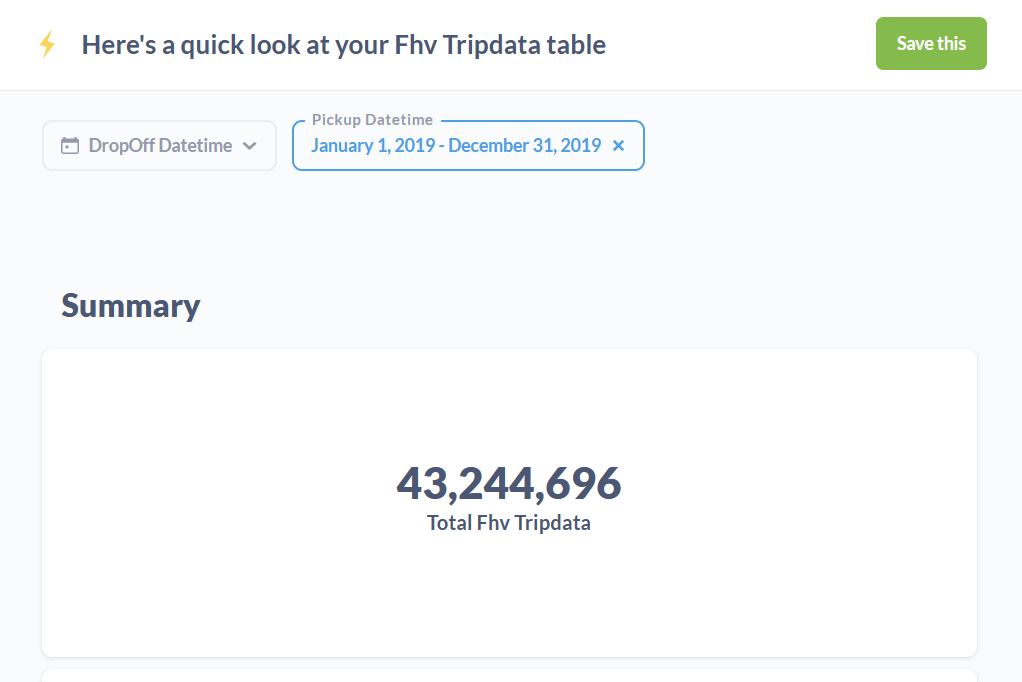 Here's a quick look at your Fhv Tripdata table
Save this
Pickup Datetime
DropOff Datetime
January 1, 2019 - December 31, 2019
Summary
43,244,696
Total Fhv Tripdata